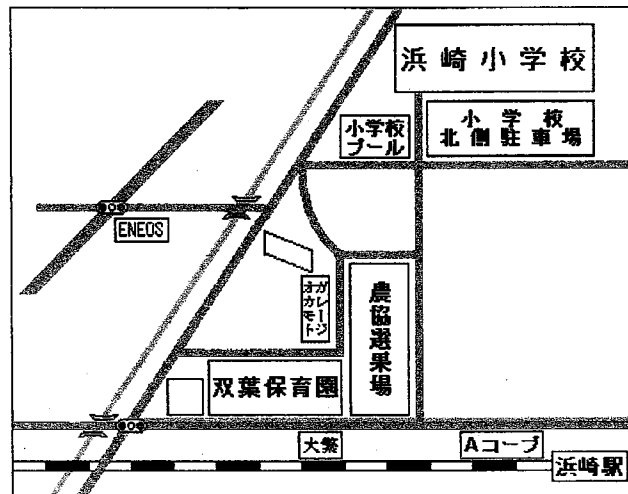 浜崎小学校
小学校
プール
小学校
北側駐車場
ENEOS
ガレージ
オカモト
農協選果場
双葉保育園
大繁
Aコープ
浜崎駅